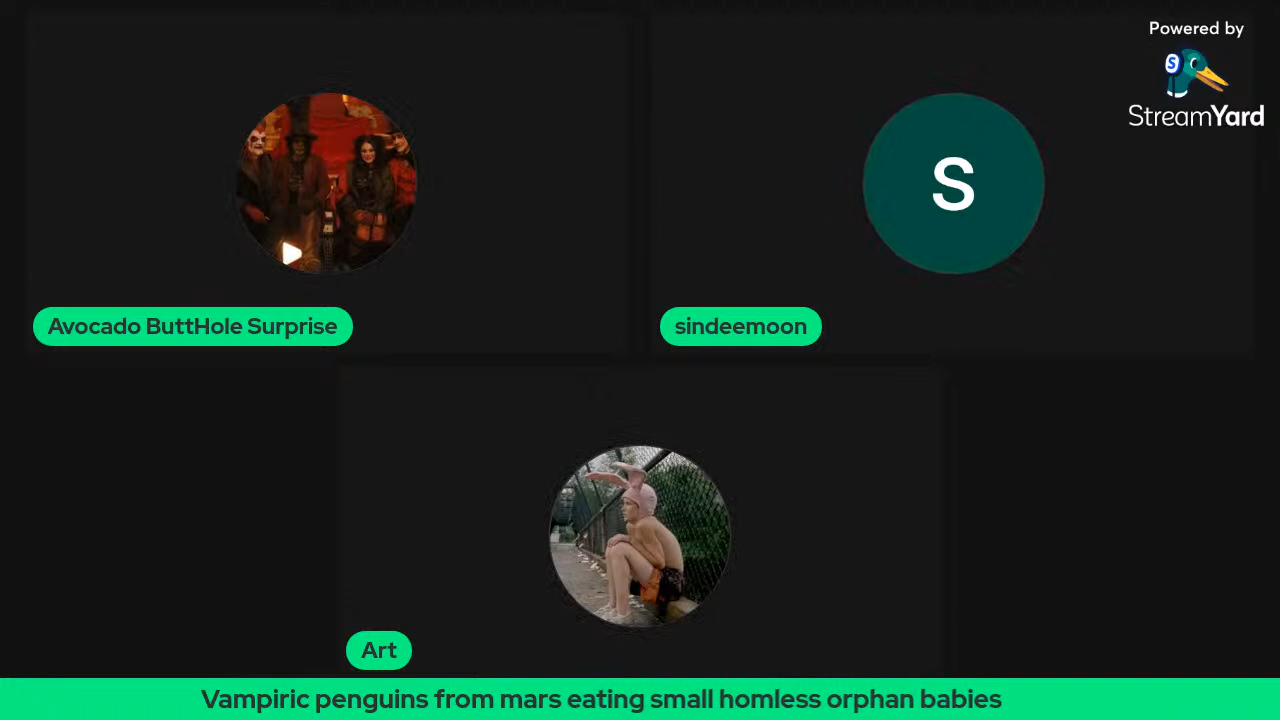 Powered by
S
StreamYard
S
Avocado ButtHole Surprise
sindeemoon
Art
Vampiric penguins from mars eating small homless orphan babies